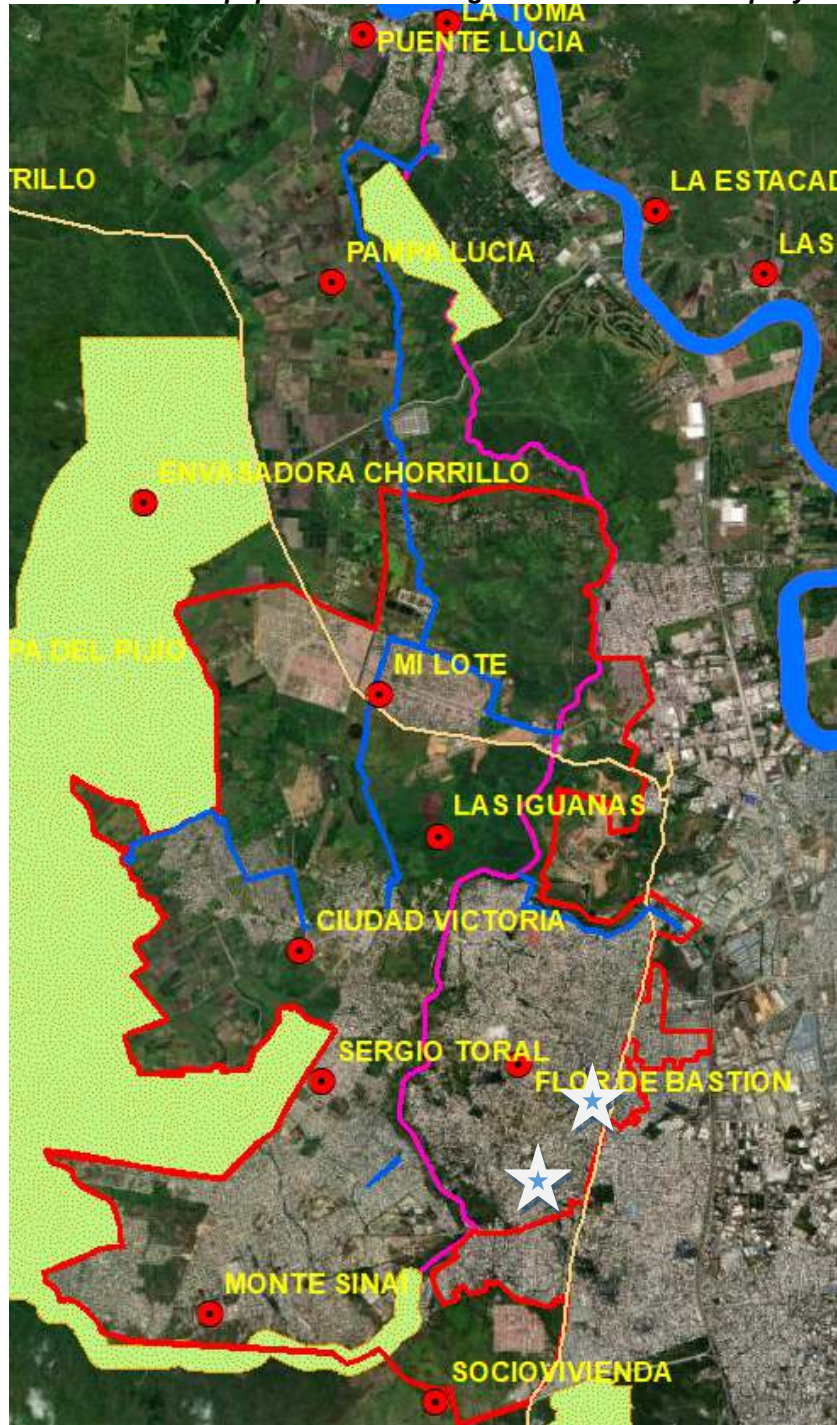 LA TOMA
PUENTE LUCIA
TRILLO
LA ESTACAD
LAS
PAMPA LUCIA
ENVASADORA CHORRILLO
PA DEL PIJIO
MI LOTE
LAS IGUANAS
CIUDAD VICTORIA
SERGIO TORAL
FLOR DE BASTION
MONTE SINAI
SOCIOVIVIENDA